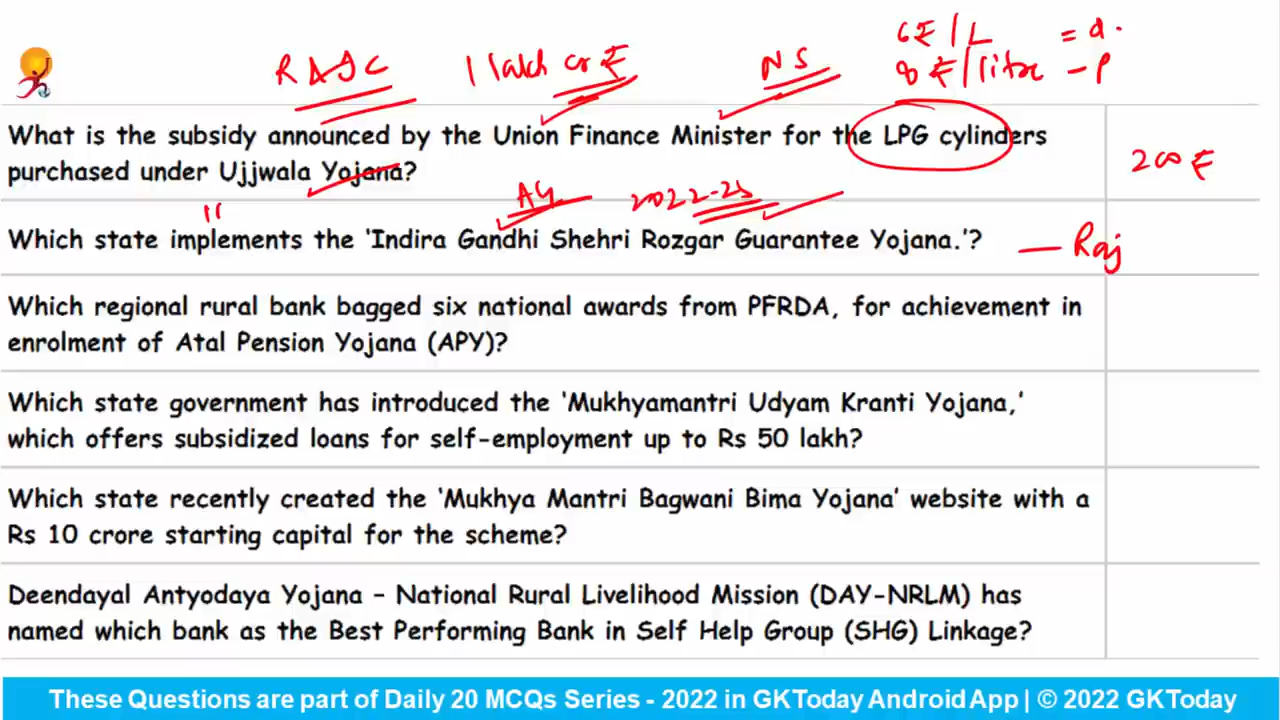 1 lakh cr ₹
NS
6₹/L = d.
8₹/litre - P
What is the subsidy announced by the Union Finance Minister for the LPG cylinders
purchased under Ujjwala Yojana?
200₹
2022-23
Which state implements the 'Indira Gandhi Shehri Rozgar Guarantee Yojana.'?
— Raj
Which regional rural bank bagged six national awards from PFRDA, for achievement in
enrolment of Atal Pension Yojana (APY)?
Which state government has introduced the 'Mukhyamantri Udyam Kranti Yojana,'
which offers subsidized loans for self-employment up to Rs 50 lakh?
Which state recently created the 'Mukhya Mantri Bagwani Bima Yojana' website with a
Rs 10 crore starting capital for the scheme?
Deendayal Antyodaya Yojana – National Rural Livelihood Mission (DAY-NRLM) has
named which bank as the Best Performing Bank in Self Help Group (SHG) Linkage?
These Questions are part of Daily 20 MCQs Series - 2022 in GKToday Android App | © 2022 GKToday